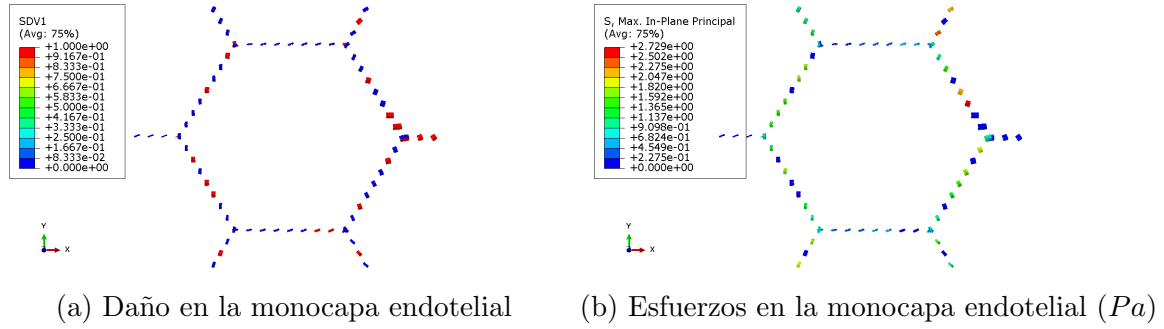 SDV1
(Avg: 75%)
+1.000e+00
+9.167e-01
+8.333e-01
+7.500e-01
+6.667e-01
+5.833e-01
+5.000e-01
+4.167e-01
+3.333e-01
+2.500e-01
+1.667e-01
+8.333e-02
+0.000e+00
Y
X
S, Max. In-Plane Principal
(Avg: 75%)
+2.729e+00
+2.502e+00
+2.275e+00
+2.047e+00
+1.820e+00
+1.592e+00
+1.365e+00
+1.137e+00
+9.098e-01
+6.824e-01
+4.549e-01
+2.275e-01
+0.000e+00
Y
X
(a) Daño en la monocapa endotelial
(b) Esfuerzos en la monocapa endotelial (Pa)